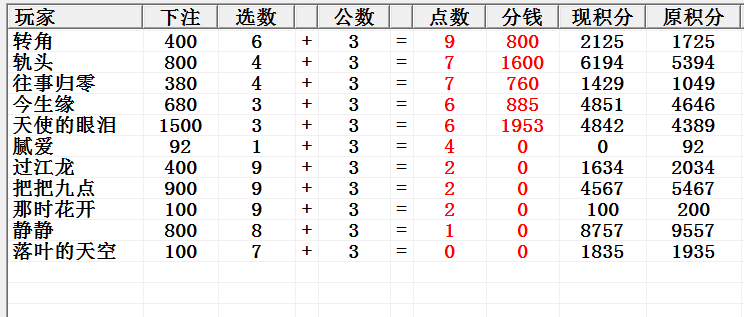 玩家 下注 选数 公数 点数 分钱 现积分 原积分
转角 400 6 + 3 = 9 800 2125 1725
轨头 800 4 + 3 = 7 1600 6194 5394
往事归零 380 4 + 3 = 7 760 1429 1049
今生缘 680 3 + 3 = 6 885 4851 4646
天使的眼泪 1500 3 + 3 = 6 1953 4842 4389
腻爱 92 1 + 3 = 4 0 0 92
过江龙 400 9 + 3 = 2 0 1634 2034
把把九点 900 9 + 3 = 2 0 4567 5467
那时花开 100 9 + 3 = 2 0 100 200
静静 800 8 + 3 = 1 0 8757 9557
落叶的天空 100 7 + 3 = 0 0 1835 1935